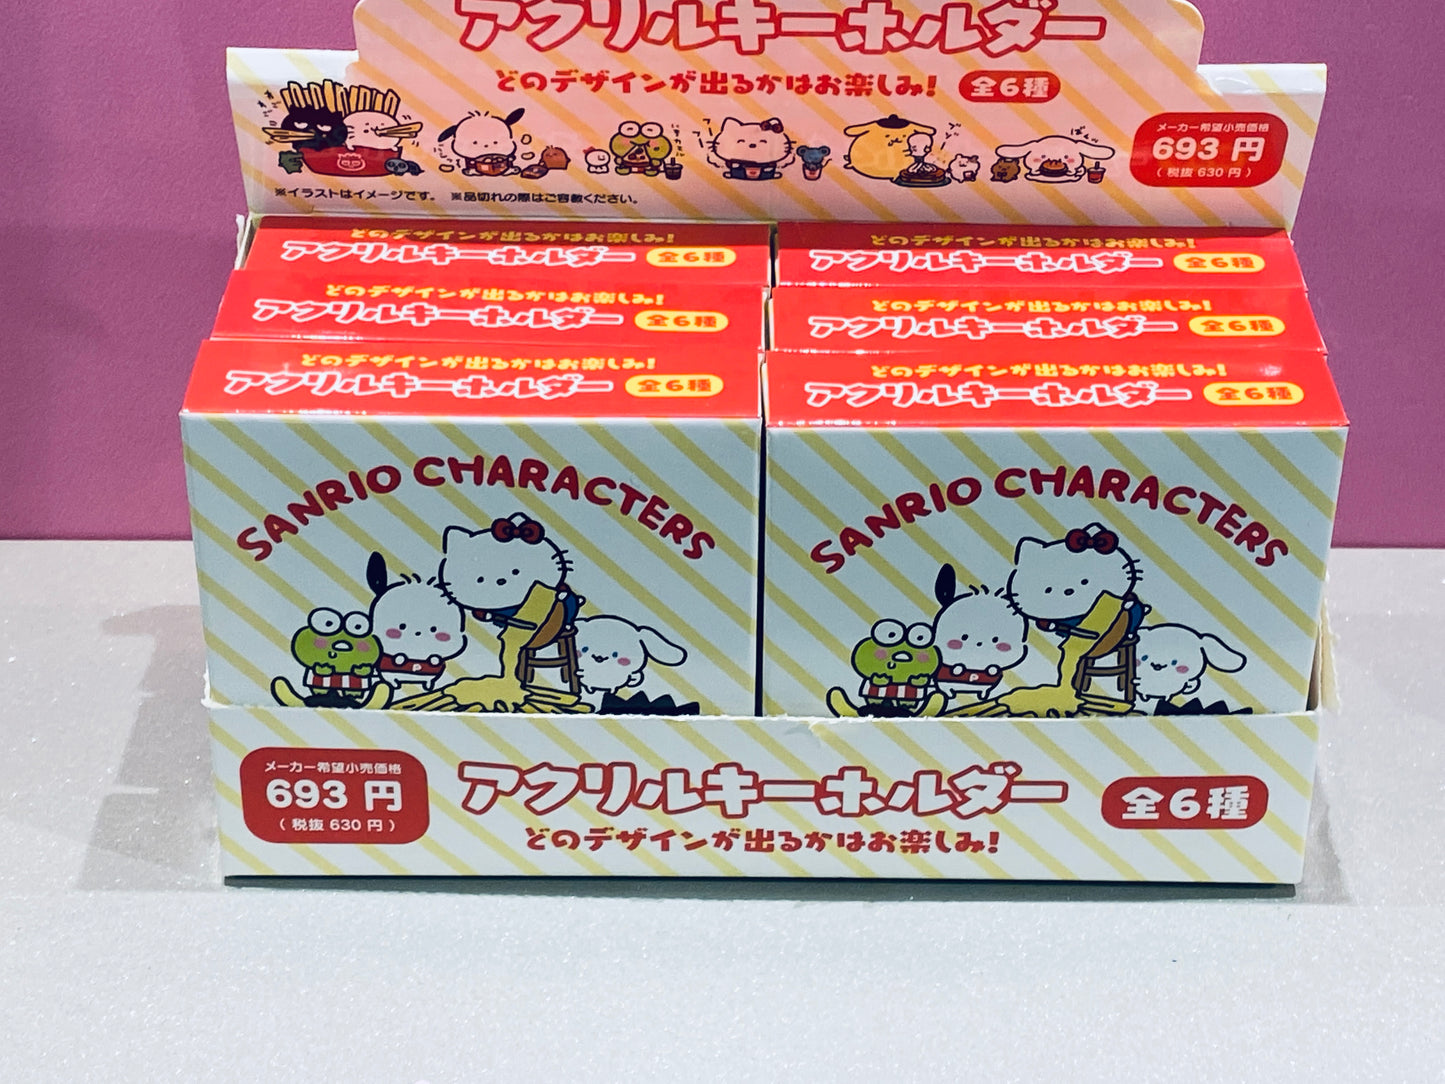 アクリルキーホルダー
どのデザインが出るかはお楽しみ! 全6種
メーカー希望小売価格
693 円
(税抜 630 円)
※イラストはイメージです。 ※品切れの際はご容赦ください。
どのデザインが出るかはお楽しみ!
アクリルキーホルダー 全6種
どのデザインが出るかはお楽しみ!
アクリルキーホルダー 全6種
どのデザインが出るかはお楽しみ!
アクリルキーホルダー 全6種
どのデザインが出るかはお楽しみ!
アクリルキーホルダー 全6種
どのデザインが出るかはお楽しみ!
アクリルキーホルダー 全6種
どのデザインが出るかはお楽しみ!
アクリルキーホルダー 全6種
SANRIO CHARACTERS
P
SANRIO CHARACTERS
P
メーカー希望小売価格
693 円
(税抜 630 円)
アクリルキーホルダー
どのデザインが出るかはお楽しみ!
全6種